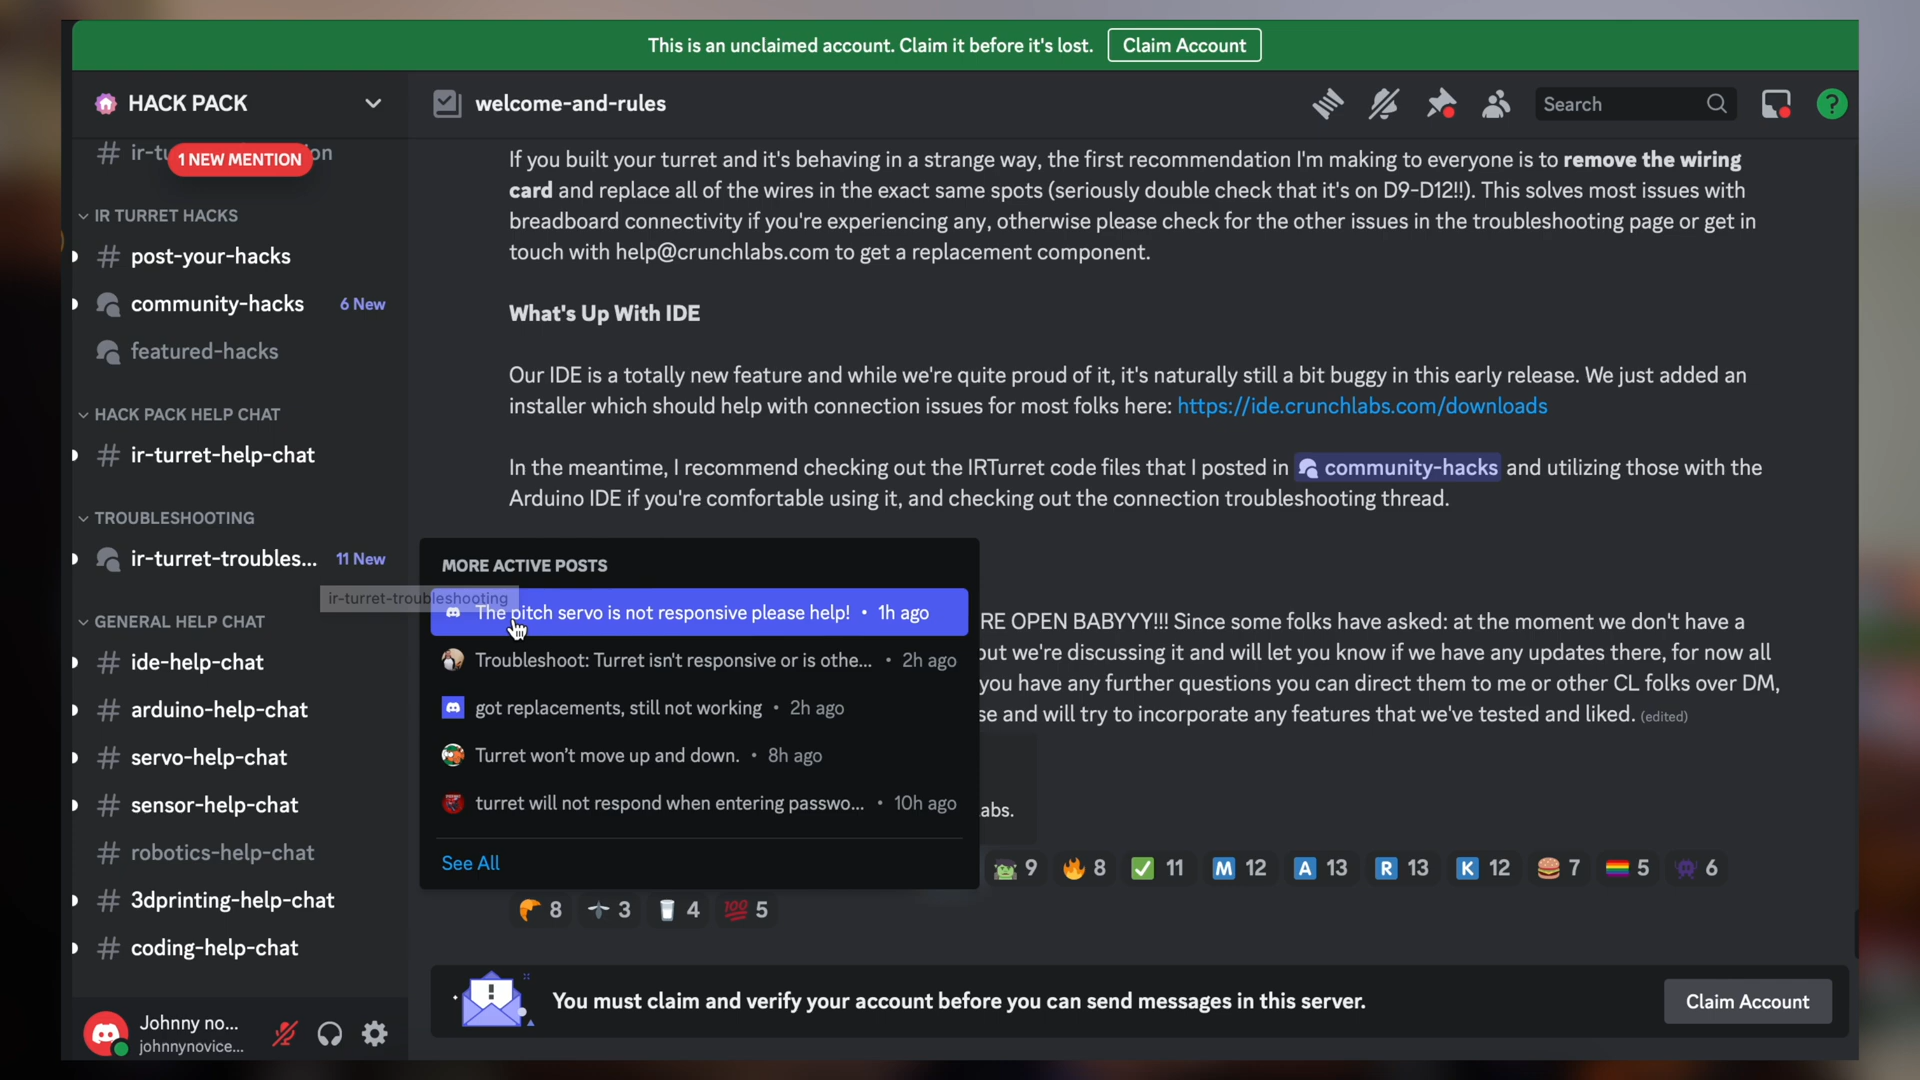 This is an unclaimed account. Claim it before it's lost. Claim Account
HACK PACK
welcome-and-rules
Search
1 NEW MENTION
IR TURRET HACKS
post-your-hacks
community-hacks 6 New
featured-hacks
HACK PACK HELP CHAT
ir-turret-help-chat
TROUBLESHOOTING
ir-turret-troubles... 11 New
ir-turret-troubleshooting
GENERAL HELP CHAT
ide-help-chat
arduino-help-chat
servo-help-chat
sensor-help-chat
robotics-help-chat
3dprinting-help-chat
coding-help-chat
Johnny no...
johnnynovice...
If you built your turret and it's behaving in a strange way, the first recommendation I'm making to everyone is to remove the wiring
card and replace all of the wires in the exact same spots (seriously double check that it's on D9-D12!!). This solves most issues with
breadboard connectivity if you're experiencing any, otherwise please check for the other issues in the troubleshooting page or get in
touch with help@crunchlabs.com to get a replacement component.
What's Up With IDE
Our IDE is a totally new feature and while we're quite proud of it, it's naturally still a bit buggy in this early release. We just added an
installer which should help with connection issues for most folks here: https://ide.crunchlabs.com/downloads
In the meantime, I recommend checking out the IRTurret code files that I posted in community-hacks and utilizing those with the
Arduino IDE if you're comfortable using it, and checking out the connection troubleshooting thread.
MORE ACTIVE POSTS
The pitch servo is not responsive please help! • 1h ago
Troubleshoot: Turret isn't responsive or is othe... • 2h ago
got replacements, still not working • 2h ago
Turret won't move up and down. • 8h ago
turret will not respond when entering passwo... • 10h ago
See All
RE OPEN BABYYY!!! Since some folks have asked: at the moment we don't have a
out we're discussing it and will let you know if we have any updates there, for now all
you have any further questions you can direct them to me or other CL folks over DM,
se and will try to incorporate any features that we've tested and liked. (edited)
abs.
9 8 11 M 12 A 13 R 13 K 12 7 5 6
8 3 4 100 5
You must claim and verify your account before you can send messages in this server. Claim Account